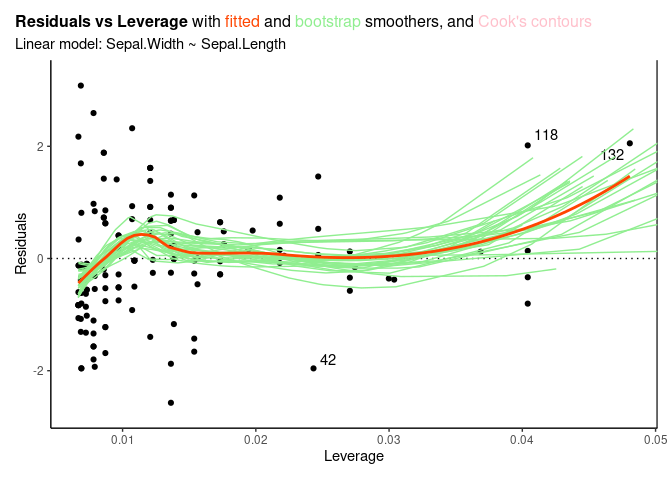 Residuals vs Leverage with fitted and bootstrap smoothers, and Cook's contours
Linear model: Sepal.Width ~ Sepal.Length
118
132
2
Residuals
0
42
-2
0.01 0.02 0.03 0.04 0.05
Leverage